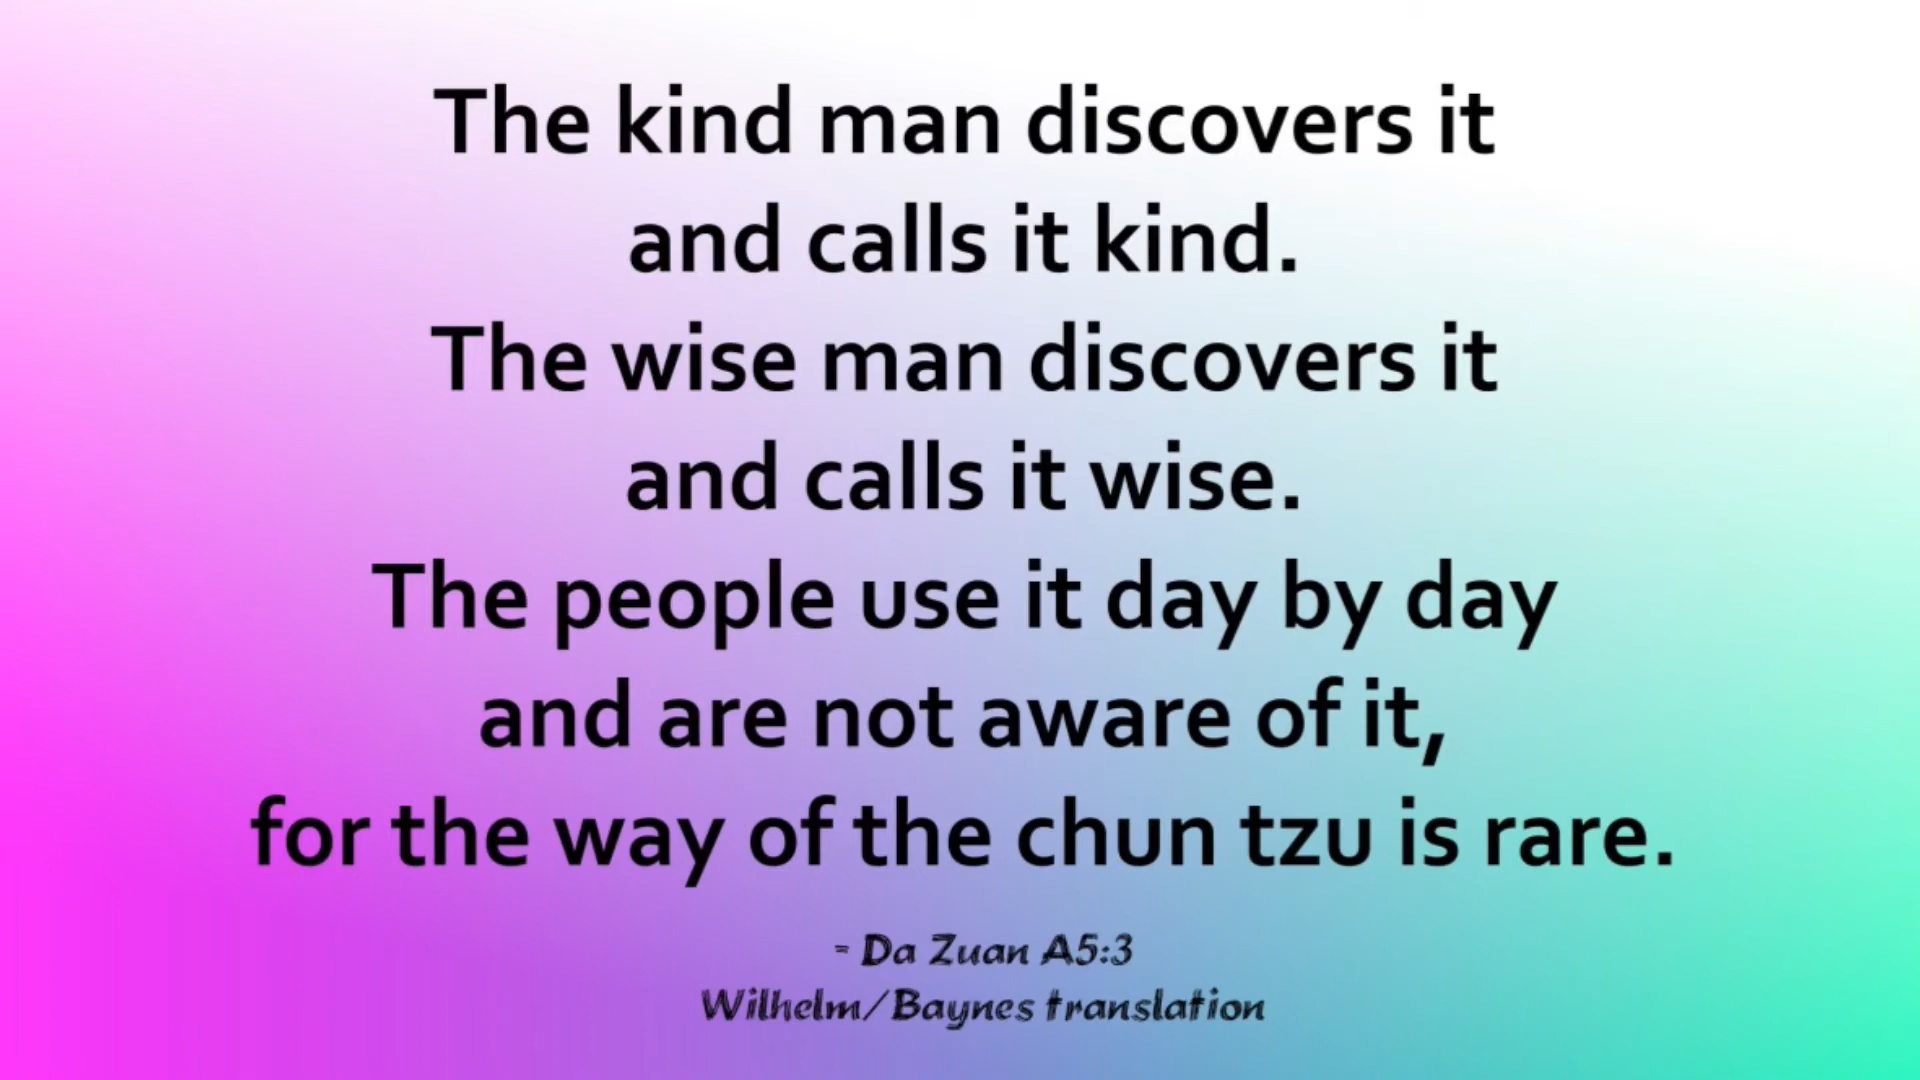 The kind man discovers it
and calls it kind.
The wise man discovers it
and calls it wise.
The people use it day by day
and are not aware of it,
for the way of the chun tzu is rare.
- Da Zuan A5:3
Wilhelm/Baynes translation